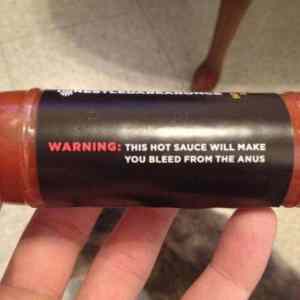 WARNING: THIS HOT SAUCE WILL MAKE
YOU BLEED FROM THE ANUS